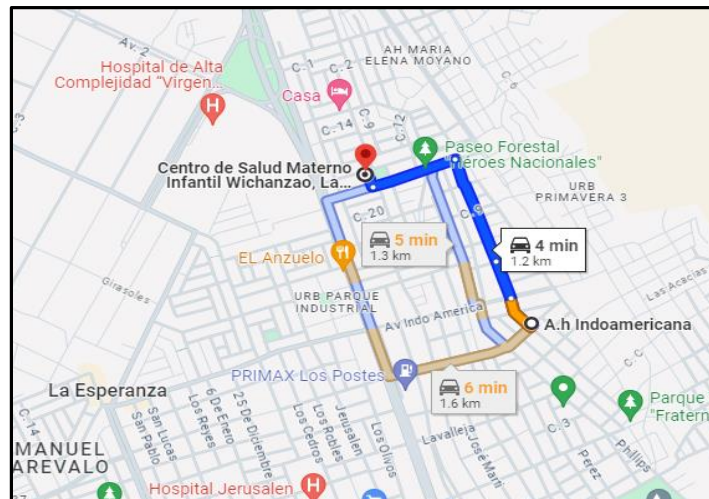 Av. 2
AH MARIA
ELENA MOYANO
Hospital de Alta
Complejidad "Virgen...
C. 1
C. 2
C. 6
Casa
C-14
C-9
C-12
C-3
Paseo Forestal
"Héroes Nacionales"
Centro de Salud Materno
Infantil Wichanzao, La...
URB
PRIMAVERA 3
C. 20
C. 9
5 min
1.3 km
4 min
1.2 km
EL Anzuelo
Girasoles
URB PARQUE
INDUSTRIAL
Las Acacias
Av Indo America
A.h Indoamericana
PRIMAX Los Postes
6 min
1.6 km
C-C
La Esperanza
Parque
"Fratern
C-14
San Lucas
San Pablo
Los Reyes
6 De Enero
25 De Diciembre
Los Cedros
Los Robles
Jerusalen
Los Olivos
Lavalleja
José Marti
C. 3
Perez
Phillips
MANUEL
AREVALO
Hospital Jerusalen